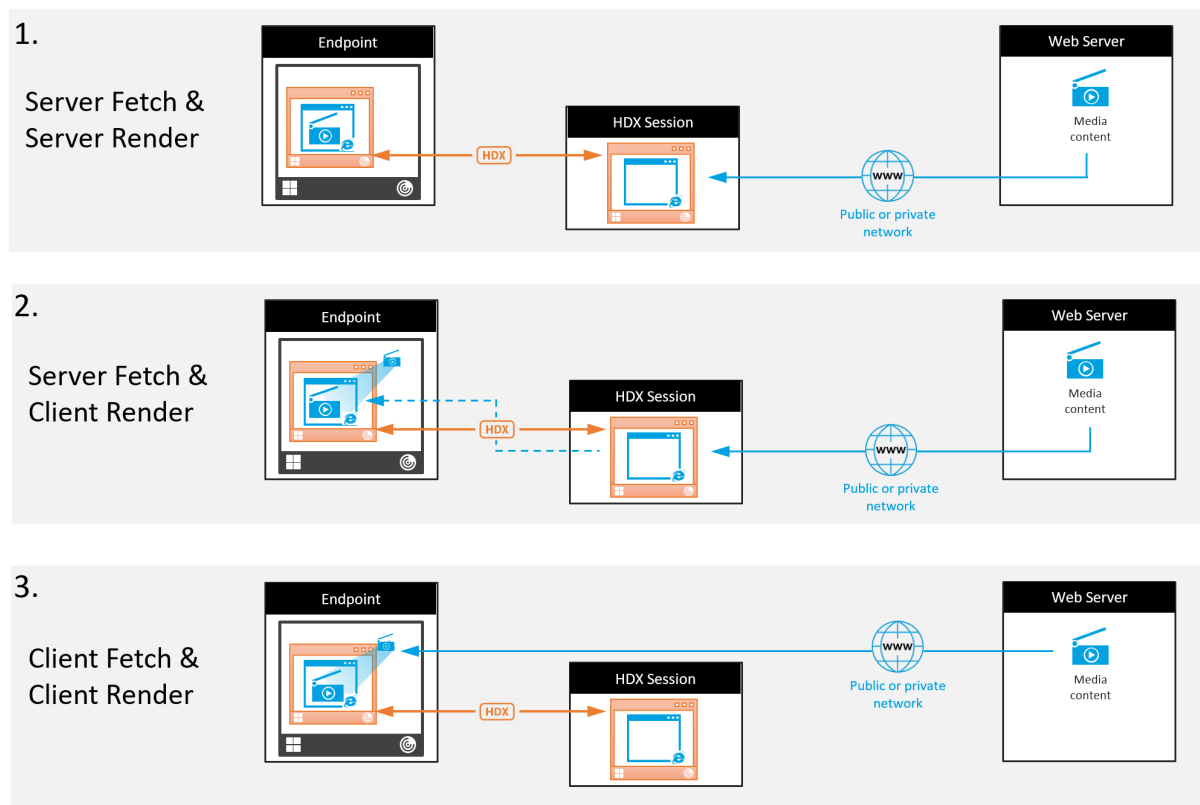 1.
Server Fetch &
Server Render
Endpoint
HDX
HDX Session
www
Public or private
network
Web Server
Media
content
2.
Server Fetch &
Client Render
Endpoint
HDX
HDX Session
www
Public or private
network
Web Server
Media
content
3.
Client Fetch &
Client Render
Endpoint
HDX
HDX Session
www
Public or private
network
Web Server
Media
content